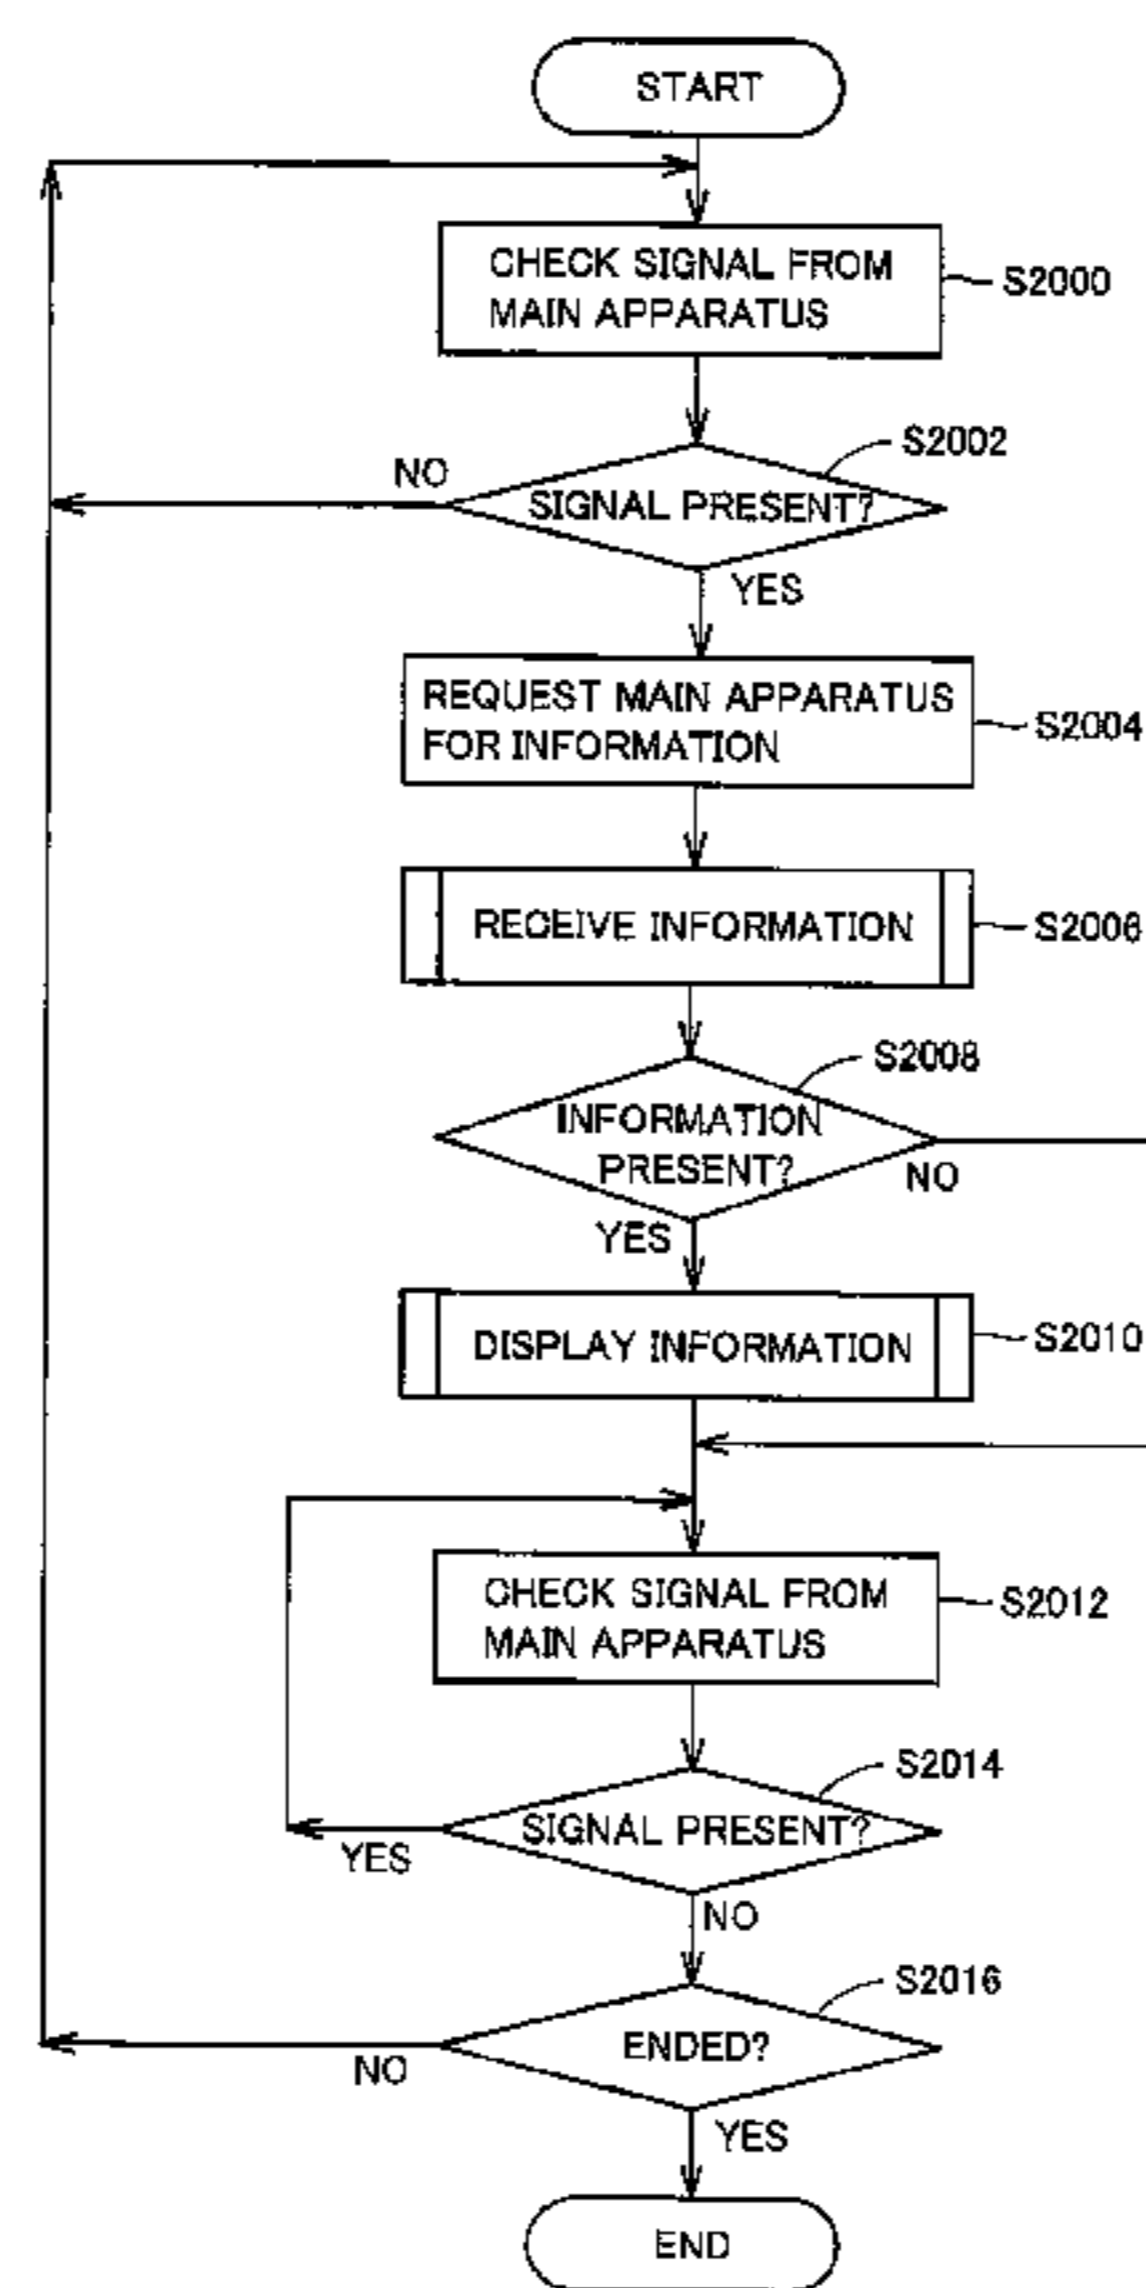 START
CHECK SIGNAL FROM
MAIN APPARATUS
S2000
S2002
NO
SIGNAL PRESENT?
YES
REQUEST MAIN APPARATUS
FOR INFORMATION
S2004
RECEIVE INFORMATION
S2006
S2008
INFORMATION
PRESENT?
NO
YES
DISPLAY INFORMATION
S2010
CHECK SIGNAL FROM
MAIN APPARATUS
S2012
S2014
SIGNAL PRESENT?
YES
NO
S2016
ENDED?
NO
YES
END